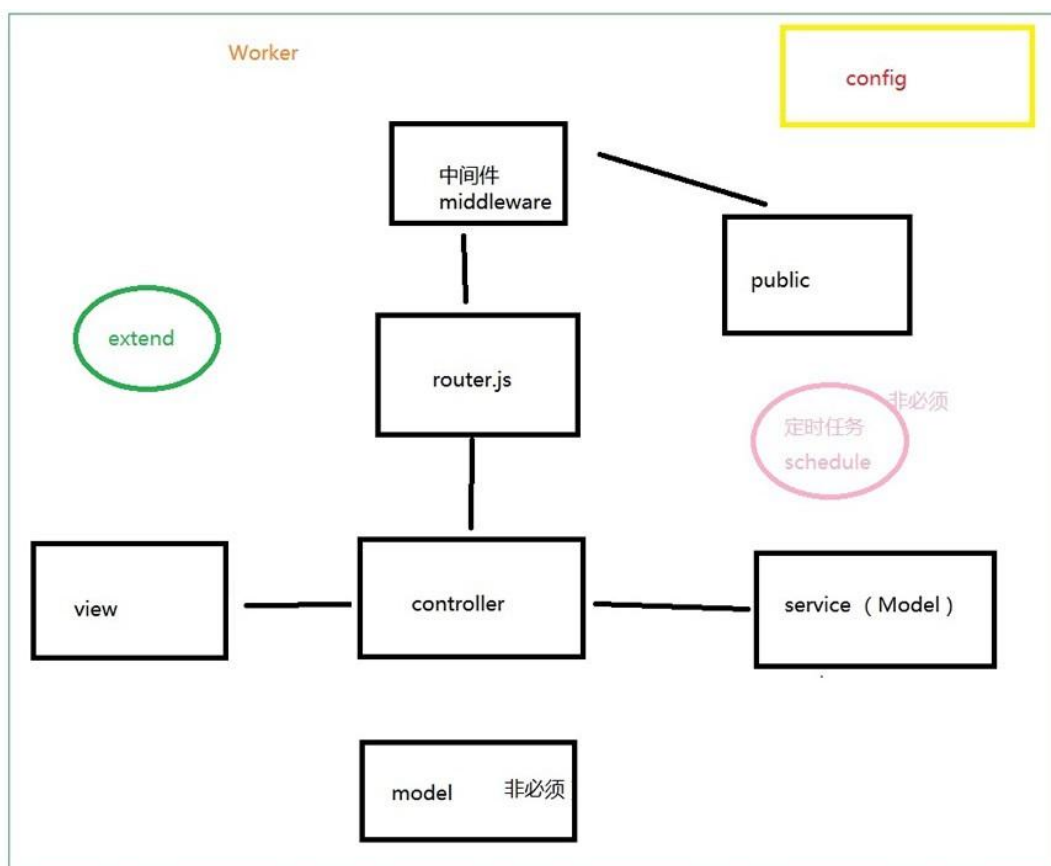 Worker
config
中间件
middleware
public
extend
router.js
非必须
定时任务
schedule
view
controller
service （Model）
model 非必须